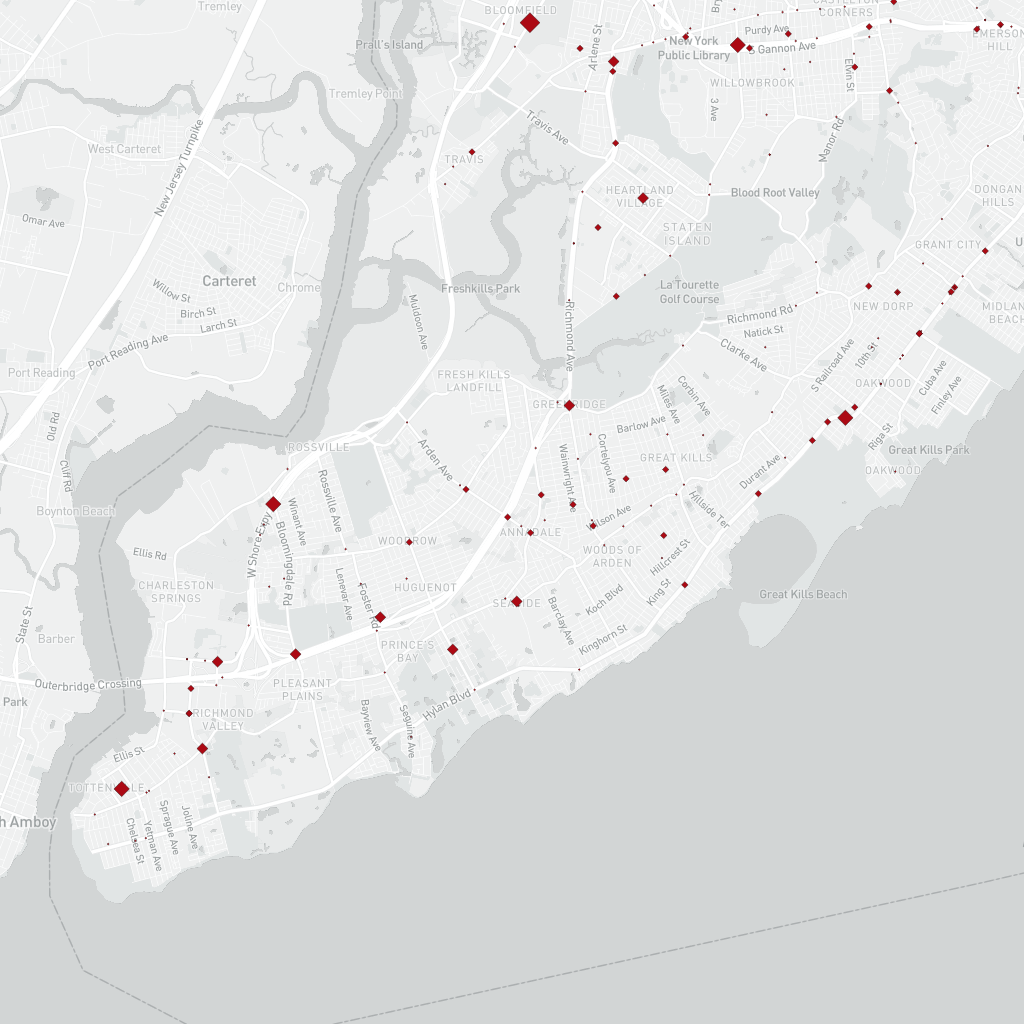 Tremley
BLOOMFIELD
CASTLETON
CORNERS
Prall's Island
Arlene St
New York
Public Library
Purdy Ave
S Gannon Ave
EMERSON
HILL
Tremley Point
WILLOWBROOK
Elvin St
3 Ave
Travis Ave
Manor Rd
West Carteret
TRAVIS
New Jersey Turnpike
HEARTLAND
VILLAGE
Blood Root Valley
DONGAN
HILLS
Omar Ave
STATEN
ISLAND
GRANT CITY
Carteret
Chrome
Willow St
Birch St
Larch St
Freshkills Park
La Tourette
Golf Course
Muldoon Ave
Richmond Ave
Richmond Rd
NEW DORP
MIDLAND
BEACH
Natick St
Port Reading Ave
Port Reading
Clarke Ave
S Railroad Ave
10th St
FRESH KILLS
LANDFILL
OAKWOOD
Cuba Ave
Finley Ave
Corbin Ave
Miles Ave
GREENRIDGE
Old Rd
Barlow Ave
ROSSVILLE
Arden Ave
Wainwright Ave
Cortelyou Ave
GREAT KILLS
Riga St
Great Kills Park
OAKWOOD
Durant Ave
Cliff Rd
Rossville Ave
Boynton Beach
Winant Ave
Hillside Ter
Wilson Ave
W Shore Expy
Bloomingdale Rd
WOODROW
ANNADALE
Ellis Rd
WOODS OF
ARDEN
Hillcrest St
CHARLESTON
SPRINGS
Lenevar Ave
Foster Rd
HUGUENOT
Koch Blvd
King St
Great Kills Beach
State St
SEASIDE
Barclay Ave
Barber
PRINCE'S
BAY
Kinghorn St
Outerbridge Crossing
PLEASANT
PLAINS
Park
RICHMOND
VALLEY
Bayview Ave
Seguine Ave
Hylan Blvd
Ellis St
TOTTENVILLE
h Amboy
Chelsea St
Yetman Ave
Sprague Ave
Joline Ave